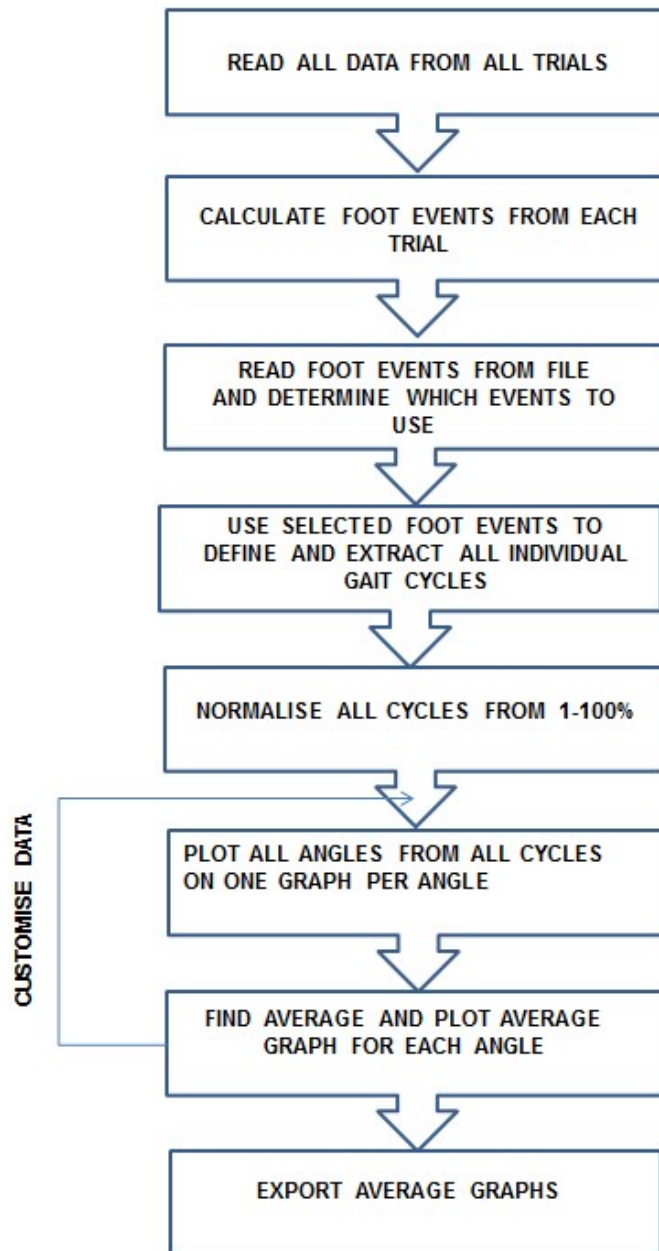 READ ALL DATA FROM ALL TRIALS
CALCULATE FOOT EVENTS FROM EACH
TRIAL
READ FOOT EVENTS FROM FILE
AND DETERMINE WHICH EVENTS TO
USE
USE SELECTED FOOT EVENTS TO
DEFINE AND EXTRACT ALL INDIVIDUAL
GAIT CYCLES
NORMALISE ALL CYCLES FROM 1-100%
CUSTOMISE DATA
PLOT ALL ANGLES FROM ALL CYCLES
ON ONE GRAPH PER ANGLE
FIND AVERAGE AND PLOT AVERAGE
GRAPH FOR EACH ANGLE
EXPORT AVERAGE GRAPHS